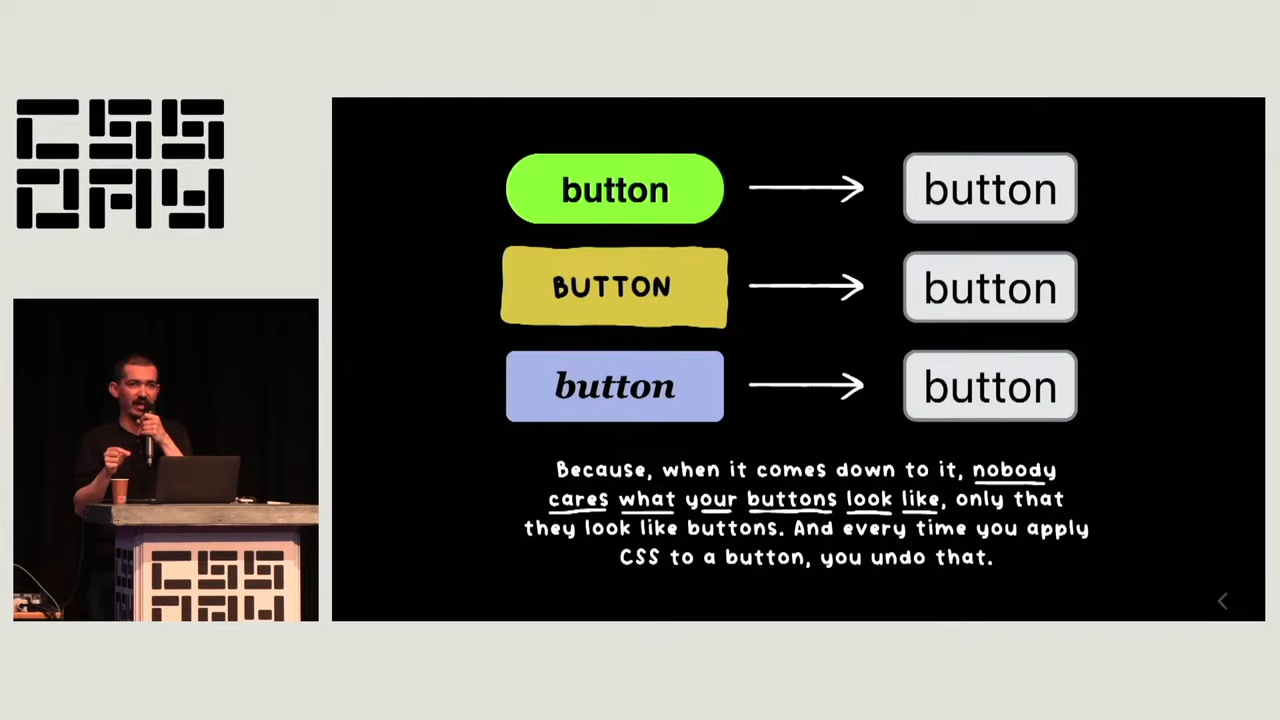 CSS
DAY
button
button
BUTTON
button
button
button
Because, when it comes down to it, nobody
cares what your buttons look like, only that
they look like buttons. And every time you apply
CSS to a button, you undo that.
CSS
DAY